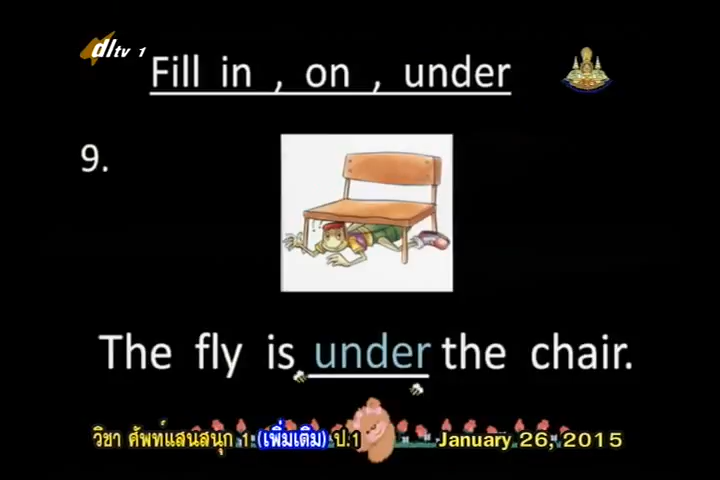 dltv 1
Fill in , on , under
9.
The fly is under the chair.
วิชา ศัพท์แสนสนุก 1 (เพิ่มเติม) ป.1 January 26, 2015